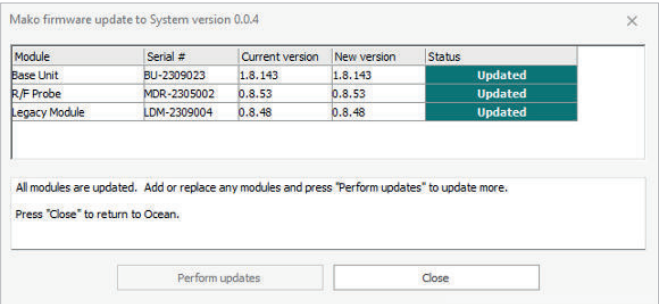 Mako firmware update to System version 0.0.4
Module Serial # Current version New version Status
Base Unit BU-2309023 1.8.143 1.8.143 Updated
R/F Probe MDR-2305002 0.8.53 0.8.53 Updated
Legacy Module LDM-2309004 0.8.48 0.8.48 Updated
All modules are updated. Add or replace any modules and press "Perform updates" to update more.
Press "Close" to return to Ocean.
Perform updates Close